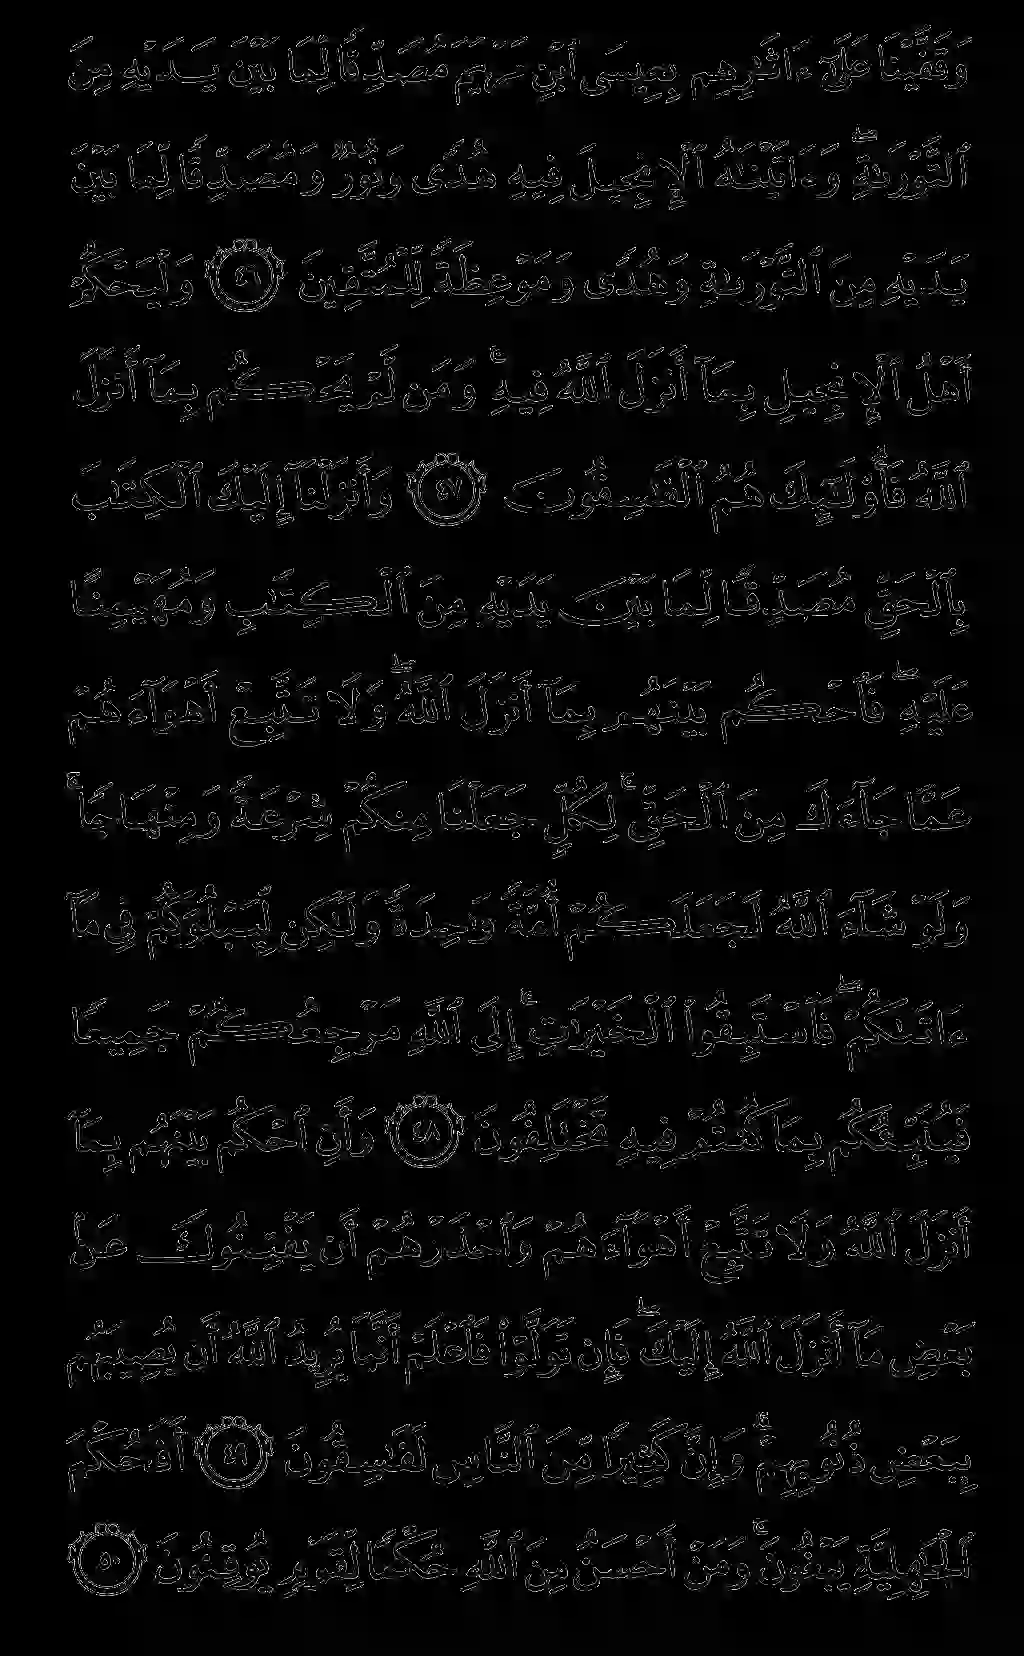 وَقَفَّيْنَا عَلَىٰٓ ءَاثَٰرِهِم بِعِيسَى ٱبْنِ مَرْيَمَ مُصَدِّقًا لِّمَا بَيْنَ يَدَيْهِ مِنَ
ٱلتَّوْرَىٰةِ ۖ وَءَاتَيْنَٰهُ ٱلْإِنجِيلَ فِيهِ هُدًى وَنُورٌ وَمُصَدِّقًا لِّمَا بَيْنَ
يَدَيْهِ مِنَ ٱلتَّوْرَىٰةِ وَهُدًى وَمَوْعِظَةً لِّلْمُتَّقِينَ ٤٦ وَلْيَحْكُمْ
أَهْلُ ٱلْإِنجِيلِ بِمَآ أَنزَلَ ٱللَّهُ فِيهِ ۚ وَمَن لَّمْ يَحْكُم بِمَآ أَنزَلَ
ٱللَّهُ فَأُو۟لَٰٓئِكَ هُمُ ٱلْفَٰسِقُونَ ٤٧ وَأَنزَلْنَآ إِلَيْكَ ٱلْكِتَٰبَ
بِٱلْحَقِّ مُصَدِّقًا لِّمَا بَيْنَ يَدَيْهِ مِنَ ٱلْكِتَٰبِ وَمُهَيْمِنًا
عَلَيْهِ ۖ فَٱحْكُم بَيْنَهُم بِمَآ أَنزَلَ ٱللَّهُ ۖ وَلَا تَتَّبِعْ أَهْوَآءَهُمْ
عَمَّا جَآءَكَ مِنَ ٱلْحَقِّ ۚ لِكُلٍّ جَعَلْنَا مِنكُمْ شِرْعَةً وَمِنْهَاجًا ۚ
وَلَوْ شَآءَ ٱللَّهُ لَجَعَلَكُمْ أُمَّةً وَٰحِدَةً وَلَٰكِن لِّيَبْلُوَكُمْ فِى مَآ
ءَاتَىٰكُمْ ۖ فَٱسْتَبِقُوا۟ ٱلْخَيْرَٰتِ ۚ إِلَى ٱللَّهِ مَرْجِعُكُمْ جَمِيعًا
فَيُنَبِّئُكُم بِمَا كُنتُمْ فِيهِ تَخْتَلِفُونَ ٤٨ وَأَنِ ٱحْكُم بَيْنَهُم بِمَآ
أَنزَلَ ٱللَّهُ وَلَا تَتَّبِعْ أَهْوَآءَهُمْ وَٱحْذَرْهُمْ أَن يَفْتِنُوكَ عَنۢ
بَعْضِ مَآ أَنزَلَ ٱللَّهُ إِلَيْكَ ۖ فَإِن تَوَلَّوْا۟ فَٱعْلَمْ أَنَّمَا يُرِيدُ ٱللَّهُ أَن يُصِيبَهُم
بِبَعْضِ ذُنُوبِهِمْ ۗ وَإِنَّ كَثِيرًا مِّنَ ٱلنَّاسِ لَفَٰسِقُونَ ٤٩ أَفَحُكْمَ
ٱلْجَٰهِلِيَّةِ يَبْغُونَ ۚ وَمَنْ أَحْسَنُ مِنَ ٱللَّهِ حُكْمًا لِّقَوْمٍ يُوقِنُونَ ٥٠